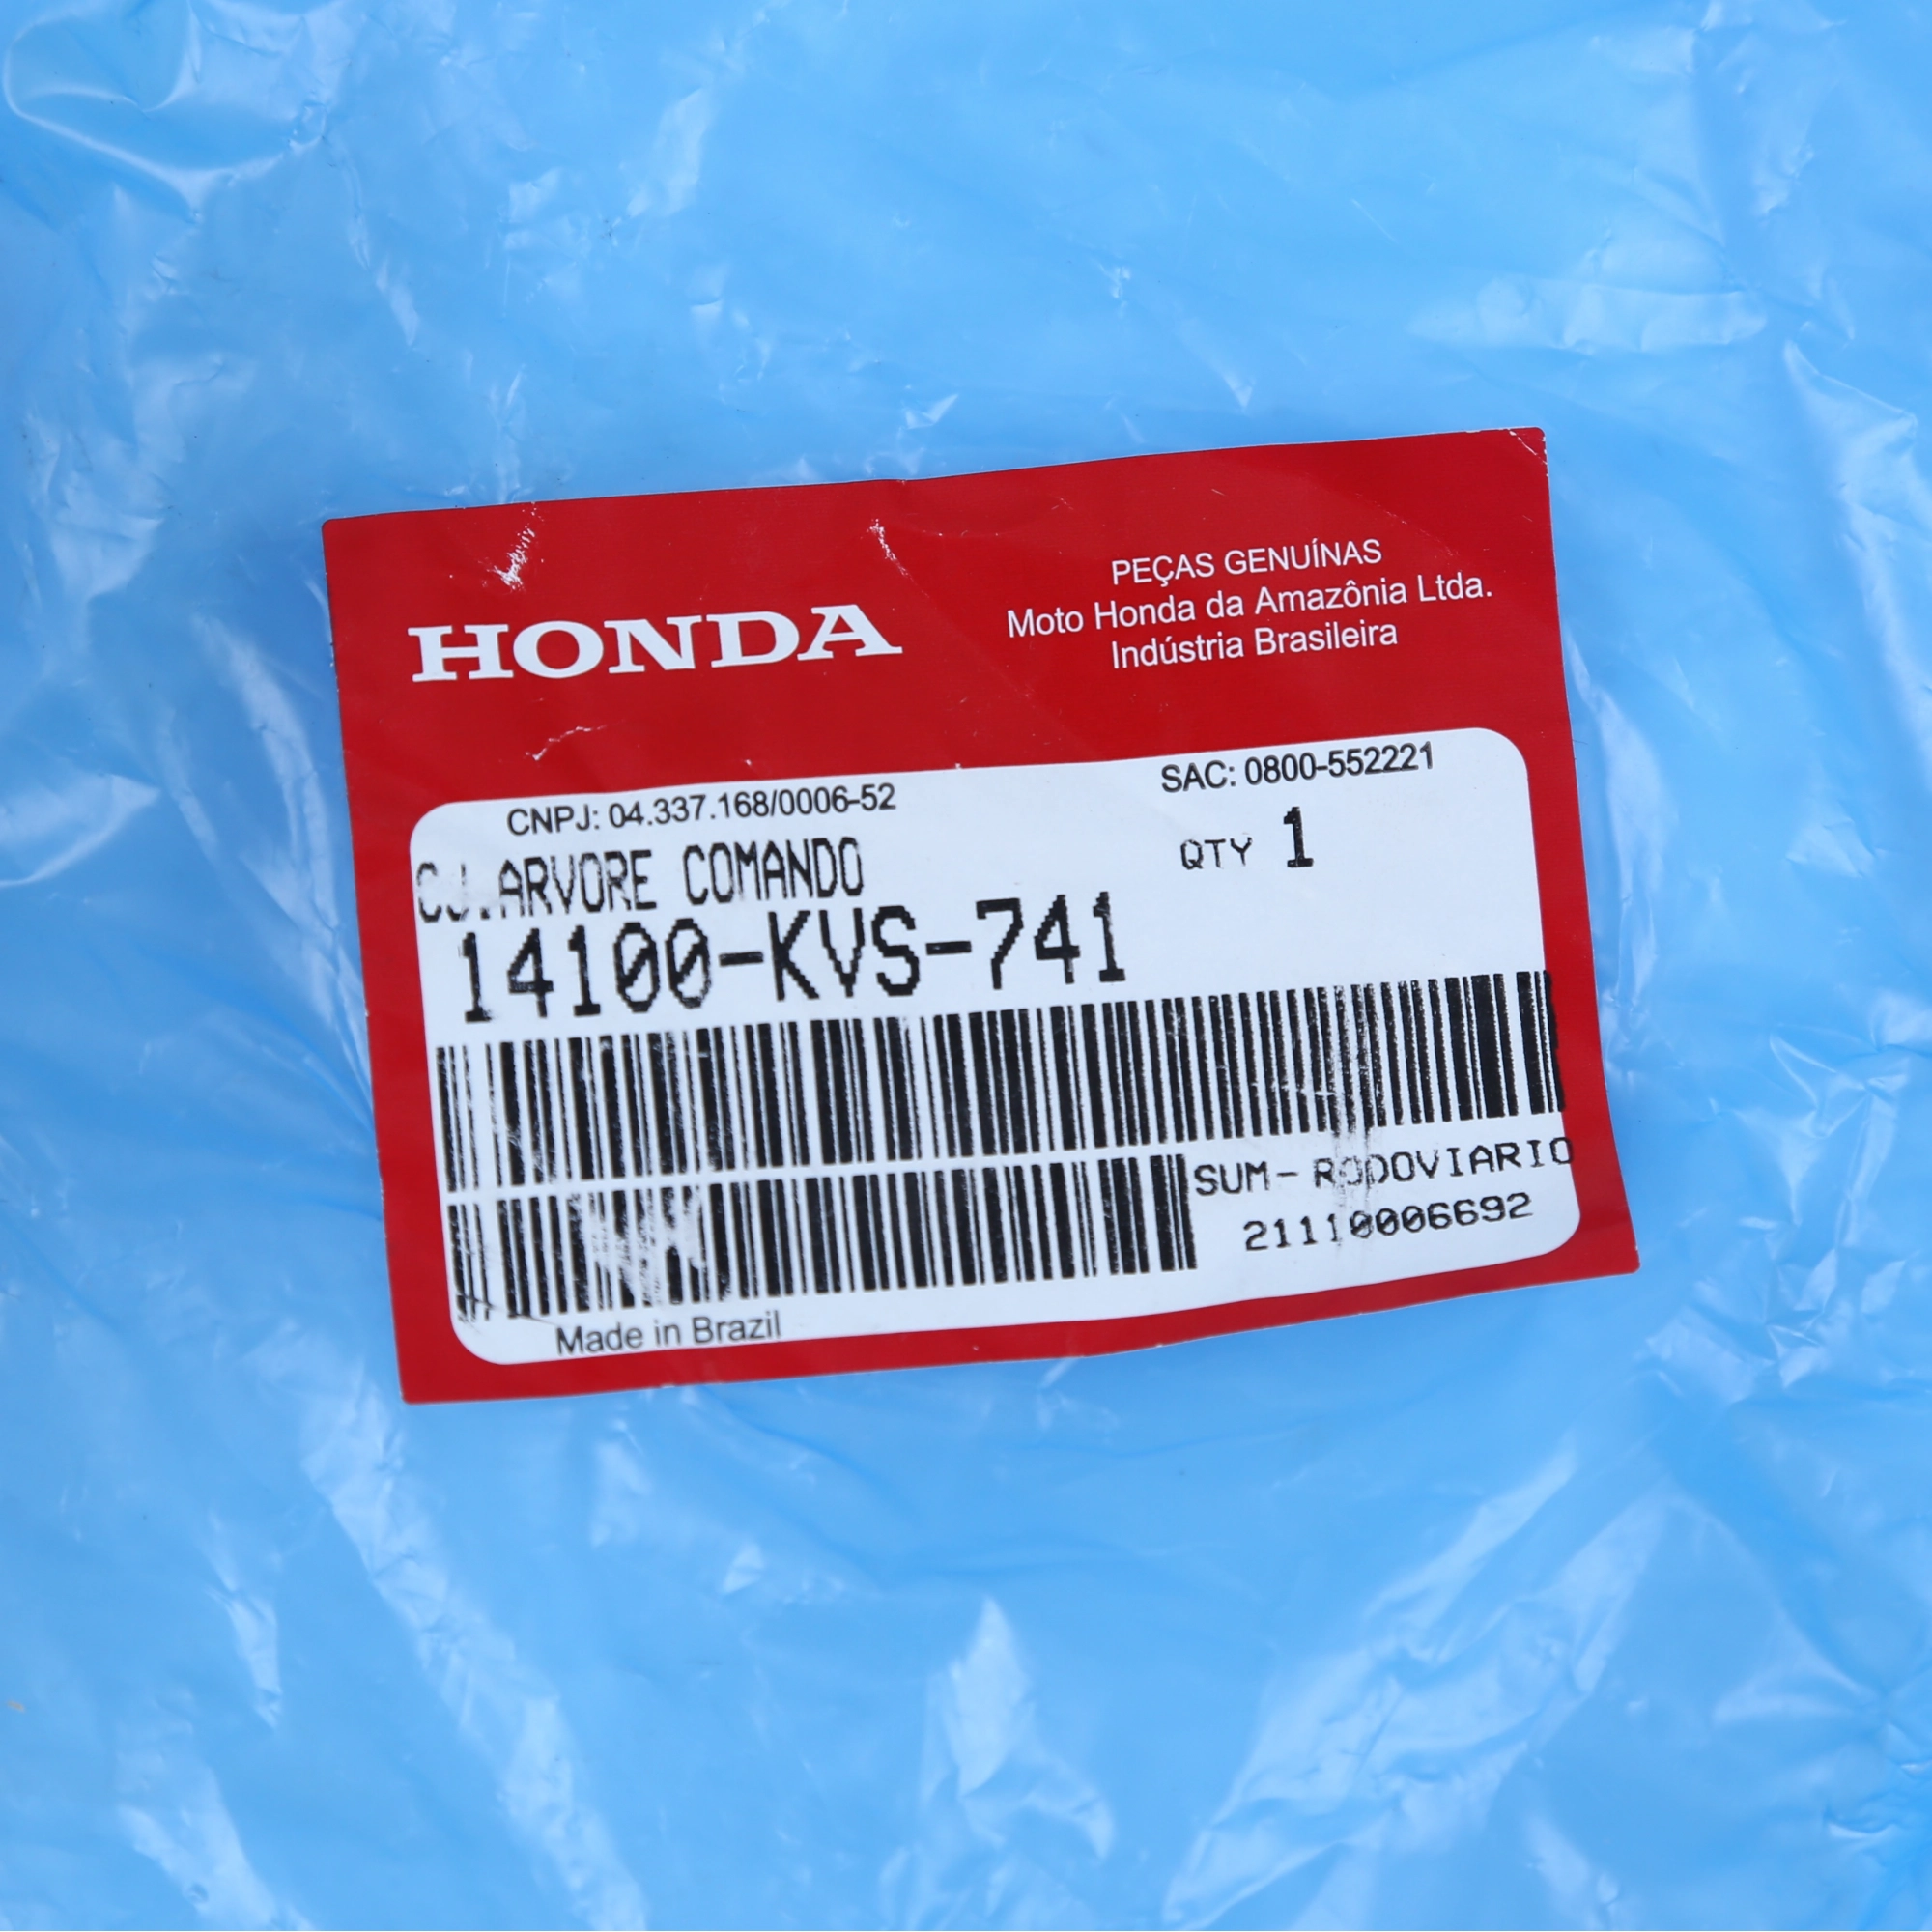 HONDA
PEÇAS GENUÍNAS
Moto Honda da Amazônia Ltda.
Indústria Brasileira
CNPJ: 04.337.168/0006-52
SAC: 0800-552221
CJ.ARVORE COMANDO
QTY 1
14100-KVS-741
SUM- RODOVIARIO
21110006692
Made in Brazil